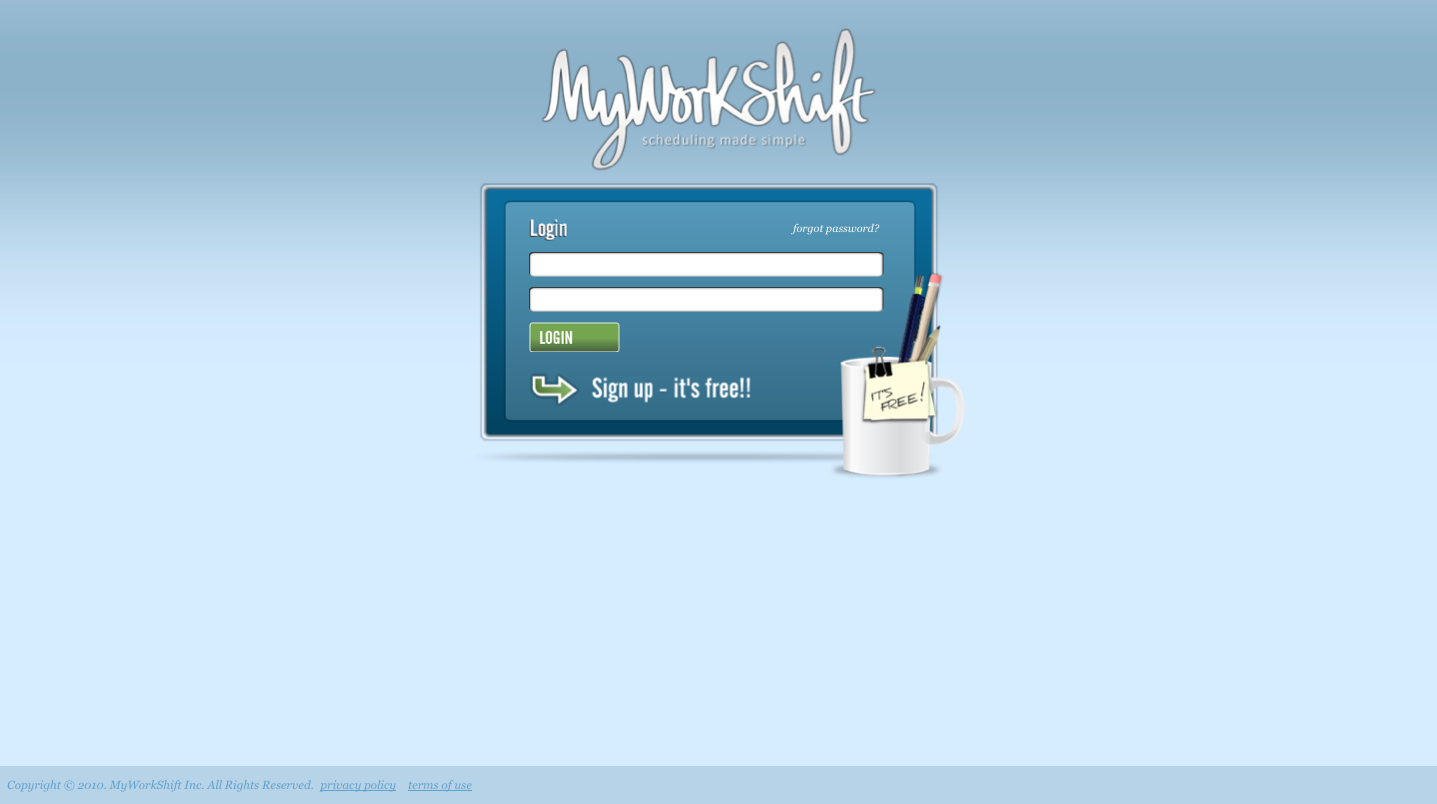 MyWorkShift
scheduling made simple
Login
forgot password?
LOGIN
Sign up - it's free!!
IT'S
FREE!
Copyright © 2010. MyWorkShift Inc. All Rights Reserved. privacy policy terms of use